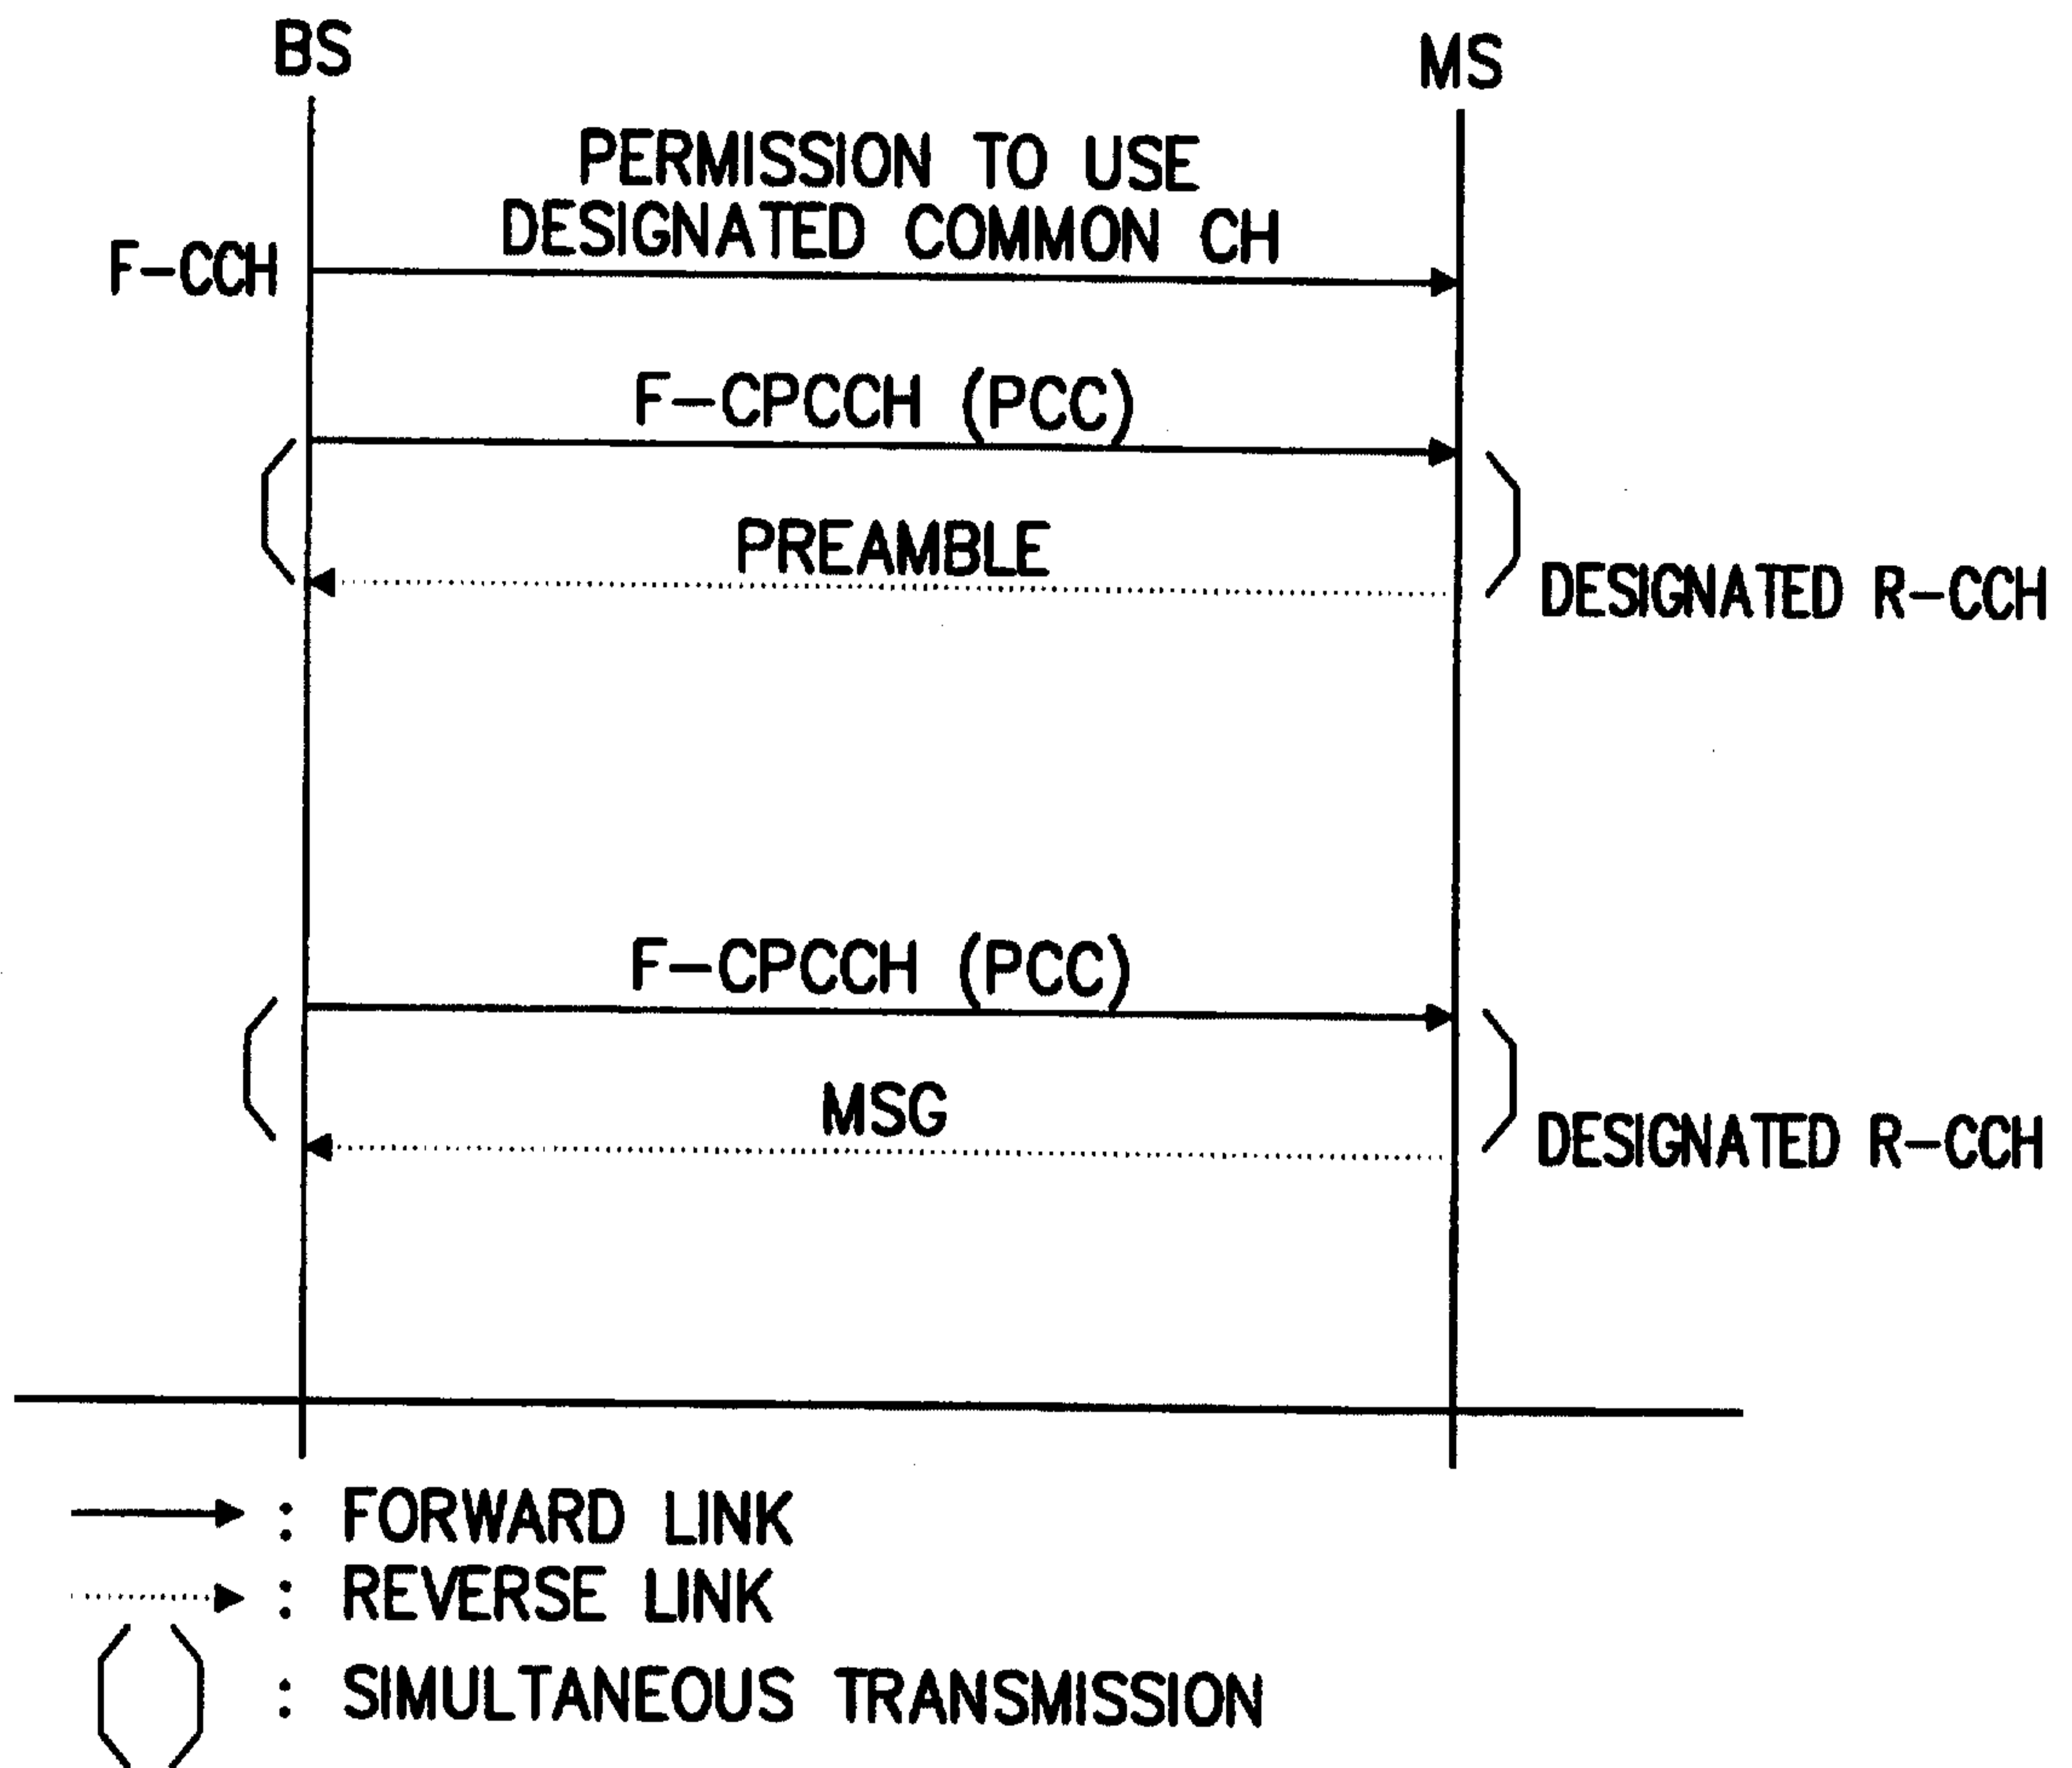 BS
MS
PERMISSION TO USE
DESIGNATED COMMON CH
F-CCH
F-CPCCH (PCC)
PREAMBLE
DESIGNATED R-CCH
F-CPCCH (PCC)
MSG
DESIGNATED R-CCH
: FORWARD LINK
: REVERSE LINK
: SIMULTANEOUS TRANSMISSION